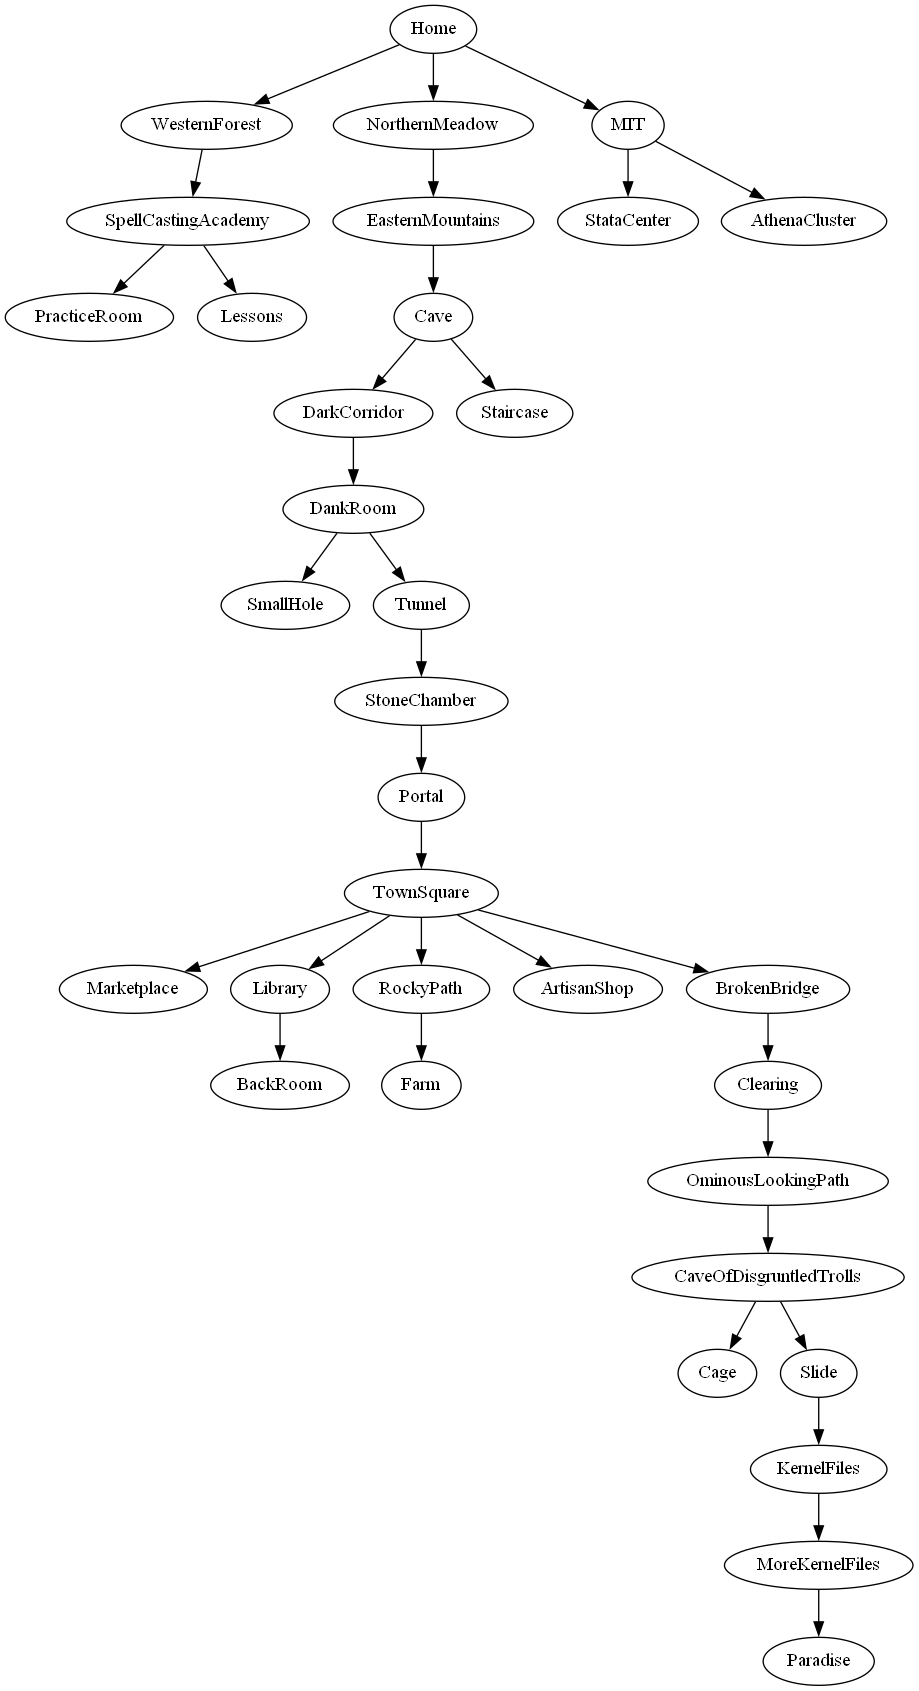 Home
WesternForest
NorthernMeadow
MIT
SpellCastingAcademy
EasternMountains
StataCenter
AthenaCluster
PracticeRoom
Lessons
Cave
DarkCorridor
Staircase
DankRoom
SmallHole
Tunnel
StoneChamber
Portal
TownSquare
Marketplace
Library
RockyPath
ArtisanShop
BrokenBridge
BackRoom
Farm
Clearing
OminousLookingPath
CaveOfDisgruntledTrolls
Cage
Slide
KernelFiles
MoreKernelFiles
Paradise